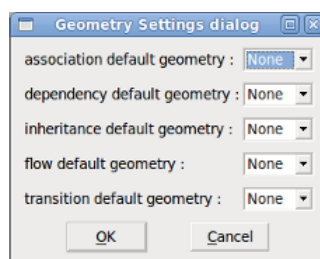 Geometry Settings dialog
association default geometry : None
dependency default geometry : None
inheritance default geometry : None
flow default geometry : None
transition default geometry : None
OK Cancel